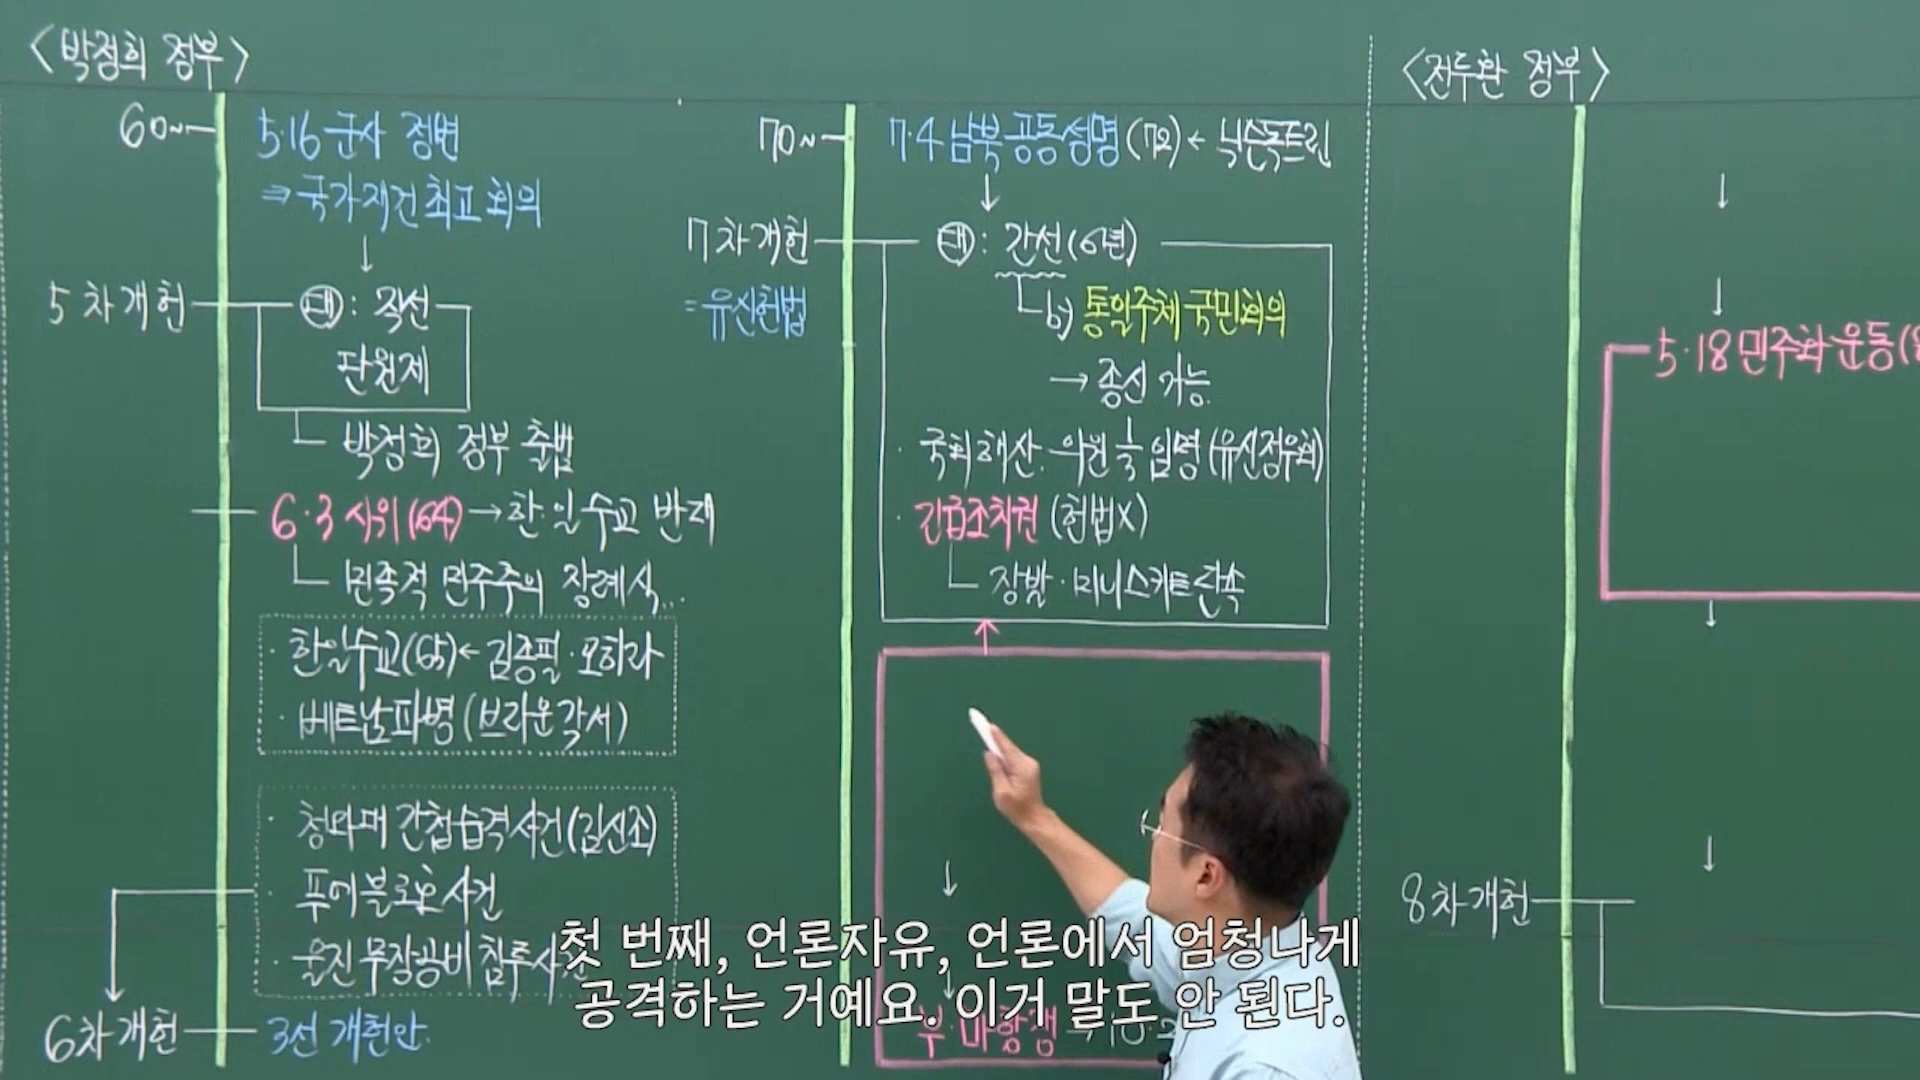 <박정희 정부>
60~
5·16 군사 정변
⇒ 국가재건최고회의
↓
5차개헌
대 : 직선
단원제
박정희 정부 출범
6·3 시위(64) → 한·일 수교 반대
민족적 민주주의 장례식...
· 한일수교(65) ← 김종필·오히라
· 베트남파병 (브라운각서)
· 청와대 간첩습격사건(김신조)
· 푸에블로호사건
· 울진무장공비침투사건
6차개헌
3선 개헌안
70~
7·4 남북공동성명(72) ← 닉슨독트린
↓
7차개헌
= 유신헌법
대 : 간선(6년)
by 통일주체 국민회의
→ 종신 가능
· 국회해산·의원 1/3 임명 (유신정우회)
· 긴급조치권 (헌법X)
장발·미니스커트 단속
↑
↓
↓
부·마항쟁
<전두환 정부>
↓
↓
5·18 민주화 운동(8
↓
↓
8차개헌
첫 번째, 언론자유, 언론에서 엄청나게
공격하는 거예요. 이거 말도 안 된다.